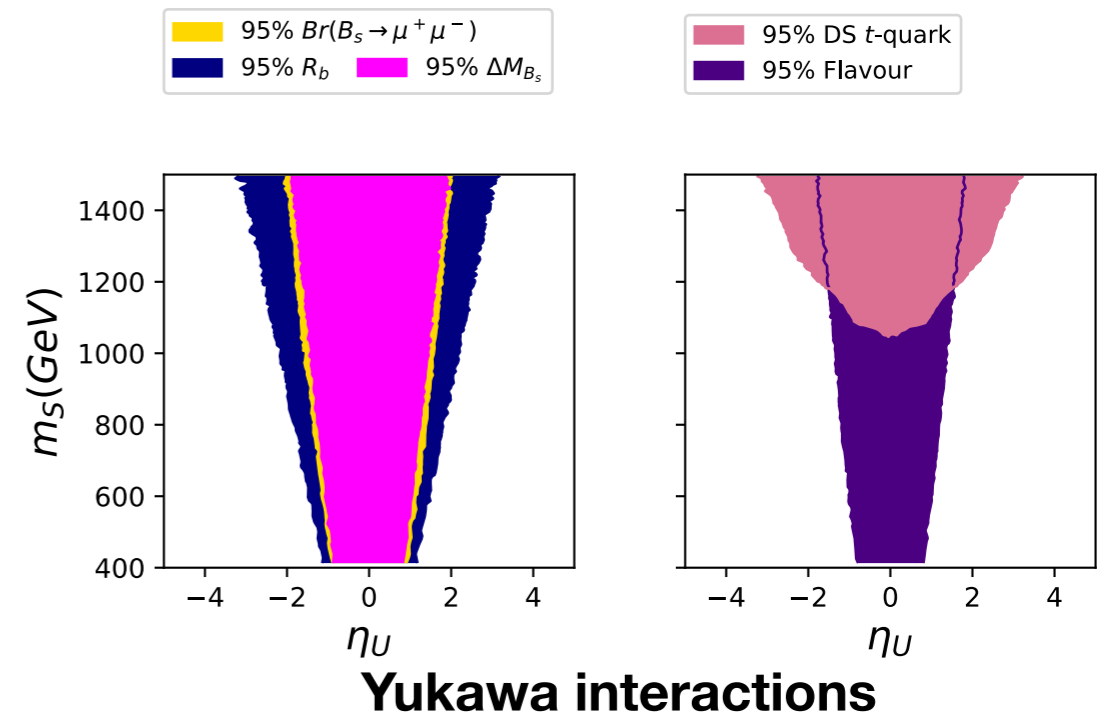 95% Br(B_s → μ⁺μ⁻)
95% R_b 95% ΔM_{B_s}
95% DS t-quark
95% Flavour
m_S(GeV)
1400
1200
1000
800
600
400
−4 −2 0 2 4
η_U
−4 −2 0 2 4
η_U
Yukawa interactions